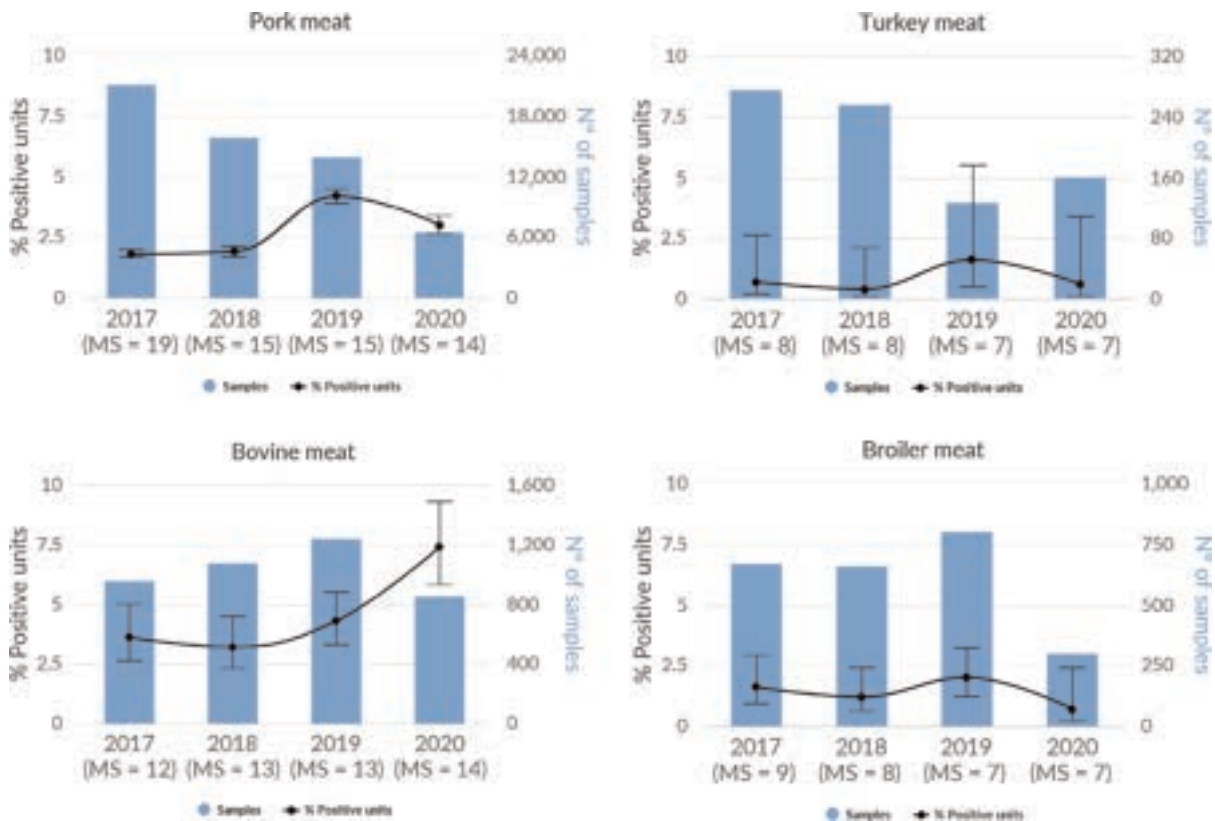 Pork meat
10
7.5
5
2.5
0
% Positive units
24,000
18,000
12,000
6,000
0
N° of samples
2017 2018 2019 2020
(MS = 19) (MS = 15) (MS = 15) (MS = 14)
Samples % Positive units
Turkey meat
10
7.5
5
2.5
0
% Positive units
320
240
160
80
0
N° of samples
2017 2018 2019 2020
(MS = 8) (MS = 8) (MS = 7) (MS = 7)
Samples % Positive units
Bovine meat
10
7.5
5
2.5
0
% Positive units
1,600
1,200
800
400
0
N° of samples
2017 2018 2019 2020
(MS = 12) (MS = 13) (MS = 13) (MS = 14)
Samples % Positive units
Broiler meat
10
7.5
5
2.5
0
% Positive units
1,000
750
500
250
0
N° of samples
2017 2018 2019 2020
(MS = 9) (MS = 8) (MS = 7) (MS = 7)
Samples % Positive units